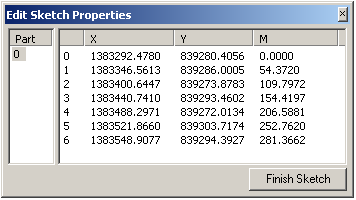 Edit Sketch Properties
Part X Y M
0 0 1383292.4780 839280.4056 0.0000
1 1383346.5613 839286.0005 54.3720
2 1383400.6447 839273.8783 109.7972
3 1383440.7410 839293.4602 154.4197
4 1383488.2971 839272.0134 206.5881
5 1383521.8660 839303.7174 252.7620
6 1383548.9077 839294.3927 281.3662
Finish Sketch